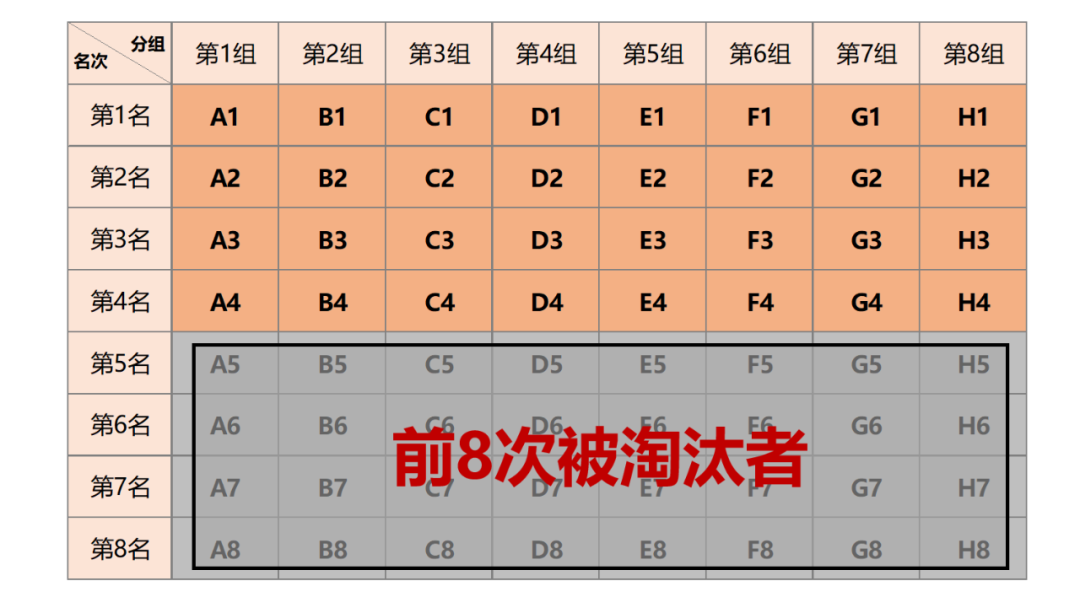 分组
名次
第1组 第2组 第3组 第4组 第5组 第6组 第7组 第8组
第1名 A1 B1 C1 D1 E1 F1 G1 H1
第2名 A2 B2 C2 D2 E2 F2 G2 H2
第3名 A3 B3 C3 D3 E3 F3 G3 H3
第4名 A4 B4 C4 D4 E4 F4 G4 H4
第5名 A5 B5 C5 D5 E5 F5 G5 H5
第6名 A6 B6 C6 D6 E6 F6 G6 H6
前8次被淘汰者
第7名 A7 B7 C7 D7 E7 F7 G7 H7
第8名 A8 B8 C8 D8 E8 F8 G8 H8